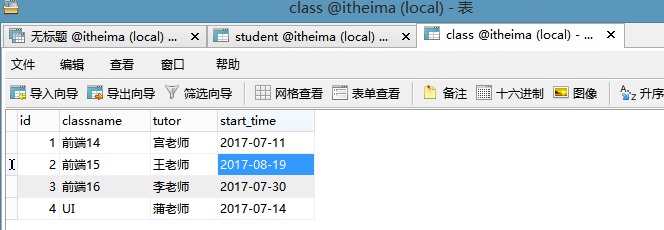 class @itheima (local) - 表
无标题 @itheima (local) ...
student @itheima (local) ...
class @itheima (local) - ...
文件 编辑 查看 窗口 帮助
导入向导 导出向导 筛选向导 网格查看 表单查看 备注 十六进制 图像 升序
id classname tutor start_time
1 前端14 宫老师 2017-07-11
2 前端15 王老师 2017-08-19
3 前端16 李老师 2017-07-30
4 UI 蒲老师 2017-07-14